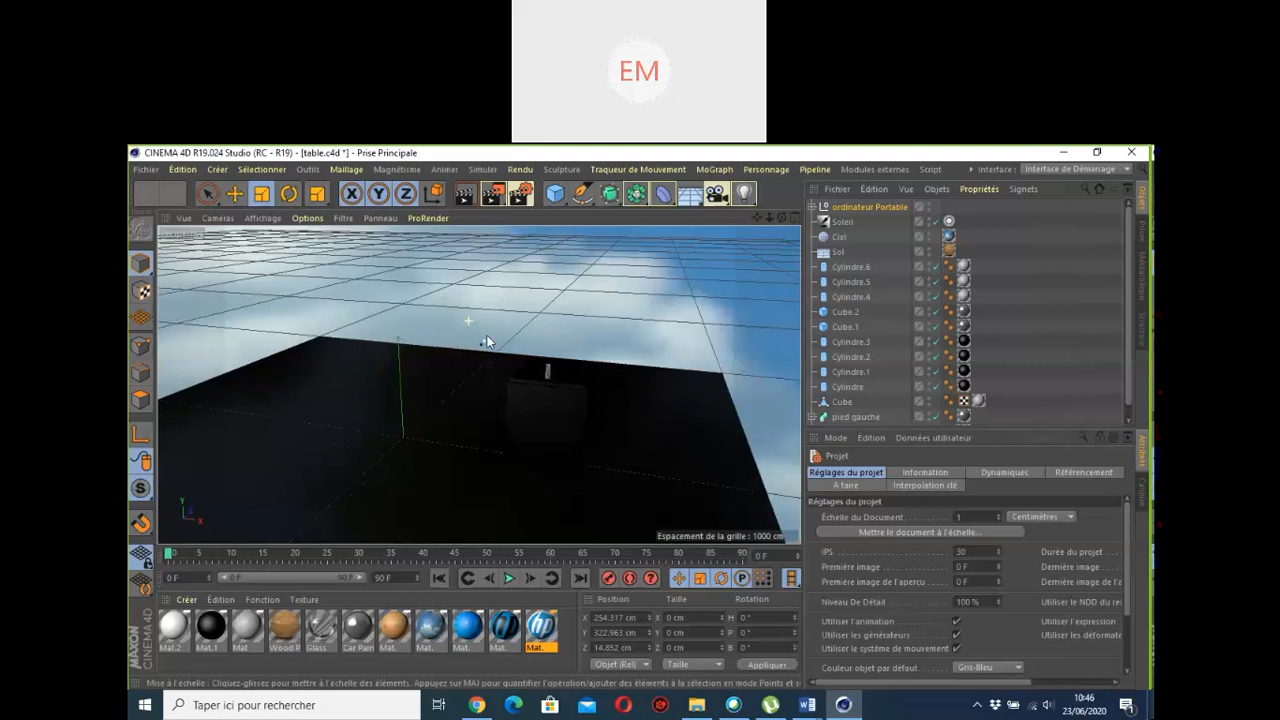 EM
CINEMA 4D R19.024 Studio (RC - R19) - [table.c4d *] - Prise Principale
Fichier Édition Créer Sélectionner Outils Maillage Magnétisme Animer Simuler Rendu Sculpture Traqueur de Mouvement MoGraph Personnage Pipeline Modules externes Script Interface : Interface de Démarrage
X Y Z
Fichier Édition Vue Objets Propriétés Signets
Vue Caméras Affichage Options Filtre Panneau ProRender
ordinateur Portable
Soleil
Ciel
Sol
Cylindre.6
Cylindre.5
Cylindre.4
Cube.2
Cube.1
Cylindre.3
Cylindre.2
Cylindre.1
Cylindre
Cube
pied gauche
Objets
Prises
Structure
Y
X
Espacement de la grille : 1000 cm
Mode Edition Données utilisateur
Projet
Réglages du projet Information Dynamiques Référencement
A faire Interpolation clé
Réglages du projet
Échelle du Document 1 Centimètres
Mettre le document à l'échelle...
IPS 30 Durée du projet
Première image 0 F Dernière image
Première image de l'aperçu 0 F Dernière image de l'a
Niveau De Détail 100 % Utiliser le NDD du re
Utiliser l'animation Utiliser l'expression
Utiliser les générateurs Utiliser les déformate
Utiliser le système de mouvement
Couleur objet par défaut Gris-Bleu
Attributs
Calques
0 5 10 15 20 25 30 35 40 45 50 55 60 65 70 75 80 85 90 0 F
0 F 0 F 90 F 90 F
Créer Édition Fonction Texture
Mat.2 Mat.1 Mat Wood P Glass Car Pain Mat. Mat. Mat. Mat. Mat.
hp
Position Taille Rotation
X 254.317 cm X 0 cm H 0 °
Y 322.963 cm Y 0 cm P 0 °
Z 14.852 cm Z 0 cm B 0 °
Objet (Rel) Taille Appliquer
MAXON CINEMA 4D
Mise à l'échelle : Cliquez-glissez pour mettre à l'échelle des éléments. Appuyez sur MAJ pour quantifier l'opération/ajouter des éléments à la sélection en mode Points et s
Taper ici pour rechercher
10:46
23/06/2020